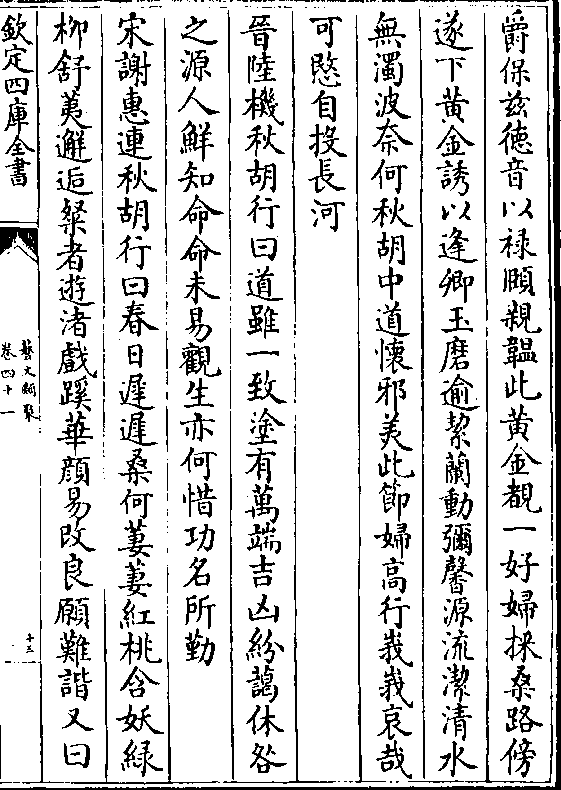 爵保兹德音以禄頥親韞此黄金覩一好婦採桑路傍
遂下黄金誘以逢卿玉磨逾絜蘭動彌馨源流潔清水
無濁波奈何秋胡中道懐邪美此節婦高行峩峩哀哉
可愍自投長河
晉陸機秋胡行曰道雖一致塗有萬端吉凶紛藹休咎
之源人鮮知命命未易觀生亦何惜功名所勤
宋謝惠連秋胡行曰春日遲遲桑何萋萋紅桃含妖緑
柳舒荑邂逅粲者遊渚戲蹊華顔易改良願難諧又曰
欽定四庫全書
藝文類聚
卷四十一
十三